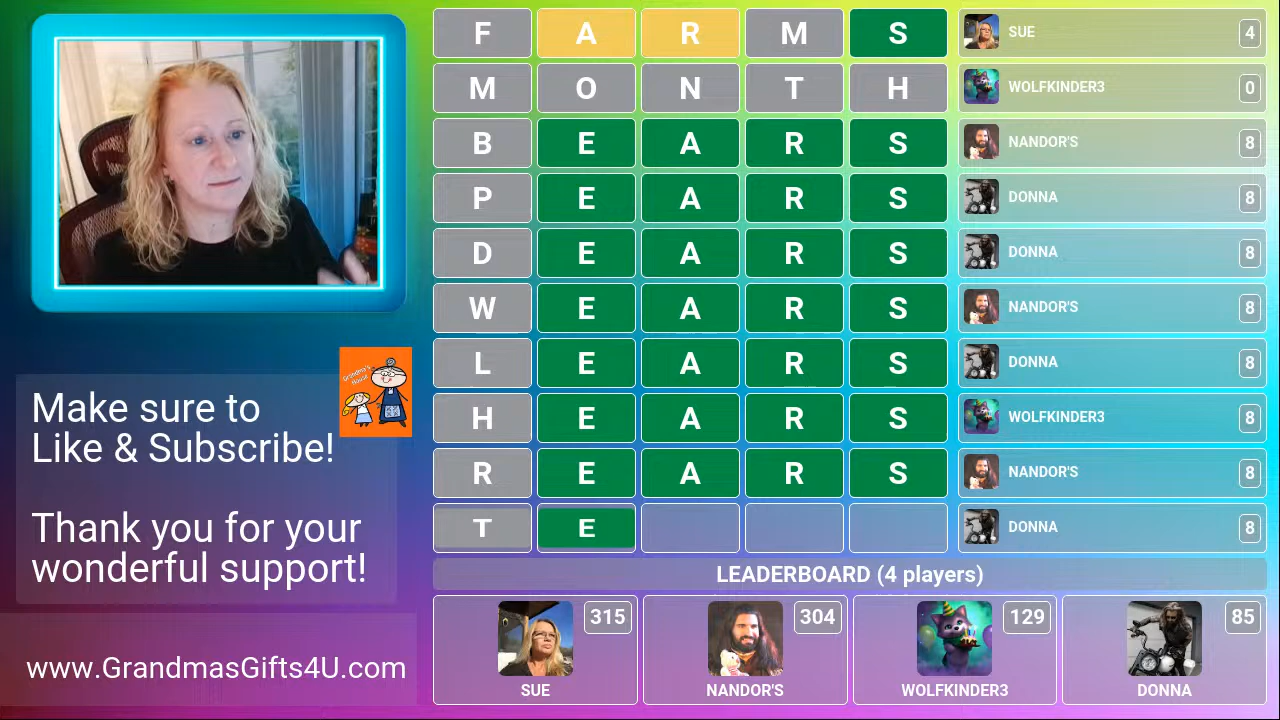 F A R M S SUE 4
M O N T H WOLFKINDER3 0
B E A R S NANDOR'S 8
P E A R S DONNA 8
D E A R S DONNA 8
W E A R S NANDOR'S 8
L E A R S DONNA 8
H E A R S WOLFKINDER3 8
R E A R S NANDOR'S 8
T E DONNA 8
LEADERBOARD (4 players)
315 304 129 85
SUE NANDOR'S WOLFKINDER3 DONNA
Grandma's
House
Make sure to
Like & Subscribe!
Thank you for your
wonderful support!
www.GrandmasGifts4U.com